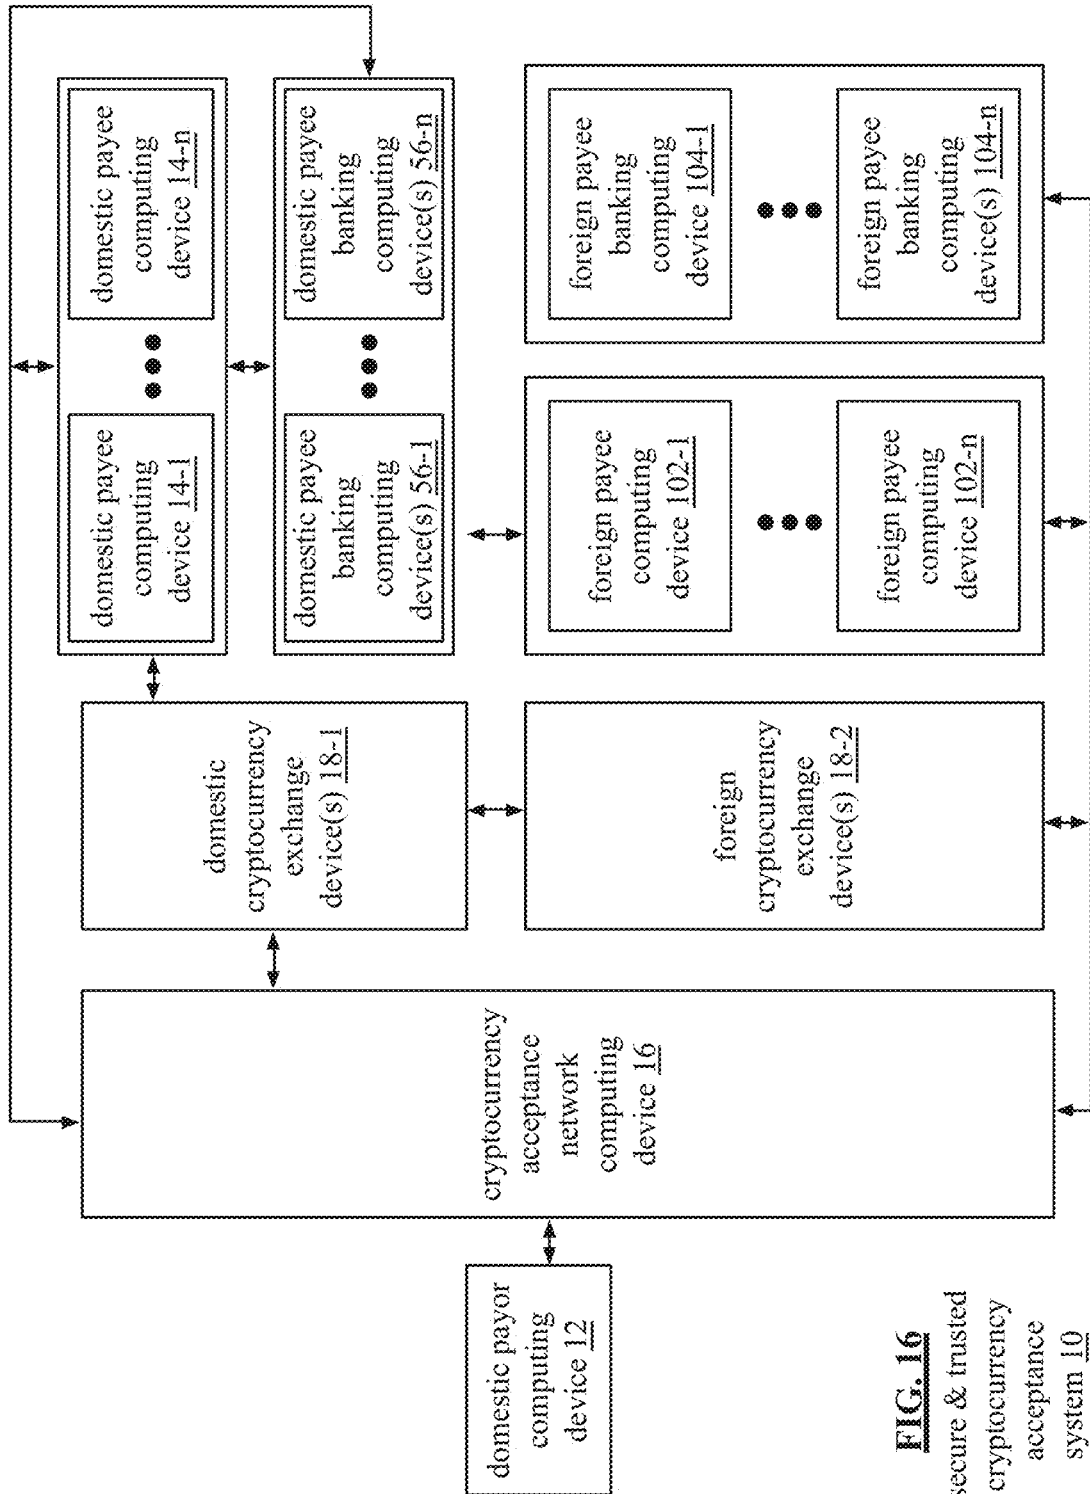 domestic payor
computing
device 12
cryptocurrency
acceptance
network
computing
device 16
domestic
cryptocurrency
exchange
device(s) 18-1
foreign
cryptocurrency
exchange
device(s) 18-2
domestic payee
computing
device 14-1
domestic payee
computing
device 14-n
domestic payee
banking
computing
device(s) 56-1
domestic payee
banking
computing
device(s) 56-n
foreign payee
computing
device 102-1
foreign payee
computing
device 102-n
foreign payee
banking
computing
device 104-1
foreign payee
banking
computing
device(s) 104-n
FIG. 16
secure & trusted
cryptocurrency
acceptance
system 10